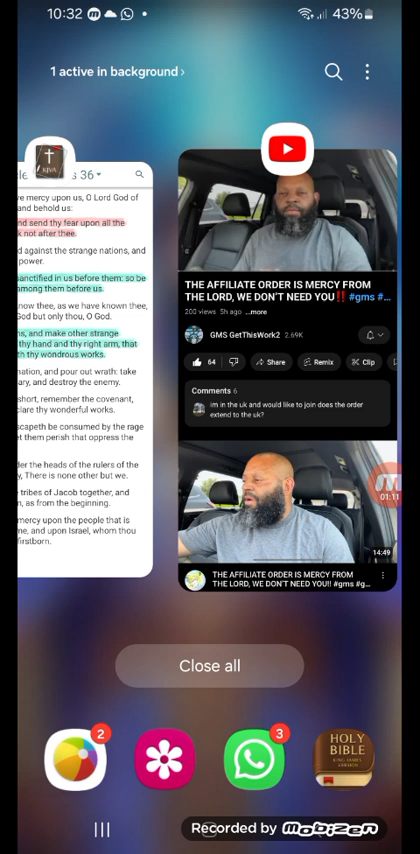 10:32
43%
1 active in background ›
KJVA
s 36
ve mercy upon us, O Lord God of
and behold us:
nd send thy fear upon all the
k not after thee.
nd against the strange nations, and
power.
sanctified in us before them: so be
among them before us.
know thee, as we have known thee,
God but only thou, O God.
ns, and make other strange
thy hand and thy right arm, that
th thy wondrous works.
nation, and pour out wrath: take
ary, and destroy the enemy.
short, remember the covenant,
clare thy wonderful works.
scapeth be consumed by the rage
et them perish that oppress the
der the heads of the rulers of the
y, There is none other but we.
tribes of Jacob together, and
n, as from the beginning.
mercy upon the people that is
me, and upon Israel, whom thou
firstborn.
THE AFFILIATE ORDER IS MERCY FROM
THE LORD, WE DON'T NEED YOU‼ #gms #...
200 views 5h ago ...more
GMS GetThisWork2 2.69K
64 Share Remix Clip
Comments 6
im in the uk and would like to join does the order
extend to the uk?
01:11
14:49
THE AFFILIATE ORDER IS MERCY FROM
THE LORD, WE DON'T NEED YOU!! #gms #g...
Close all
2
3
HOLY
BIBLE
KING JAMES
VERSION
Recorded by mobizen